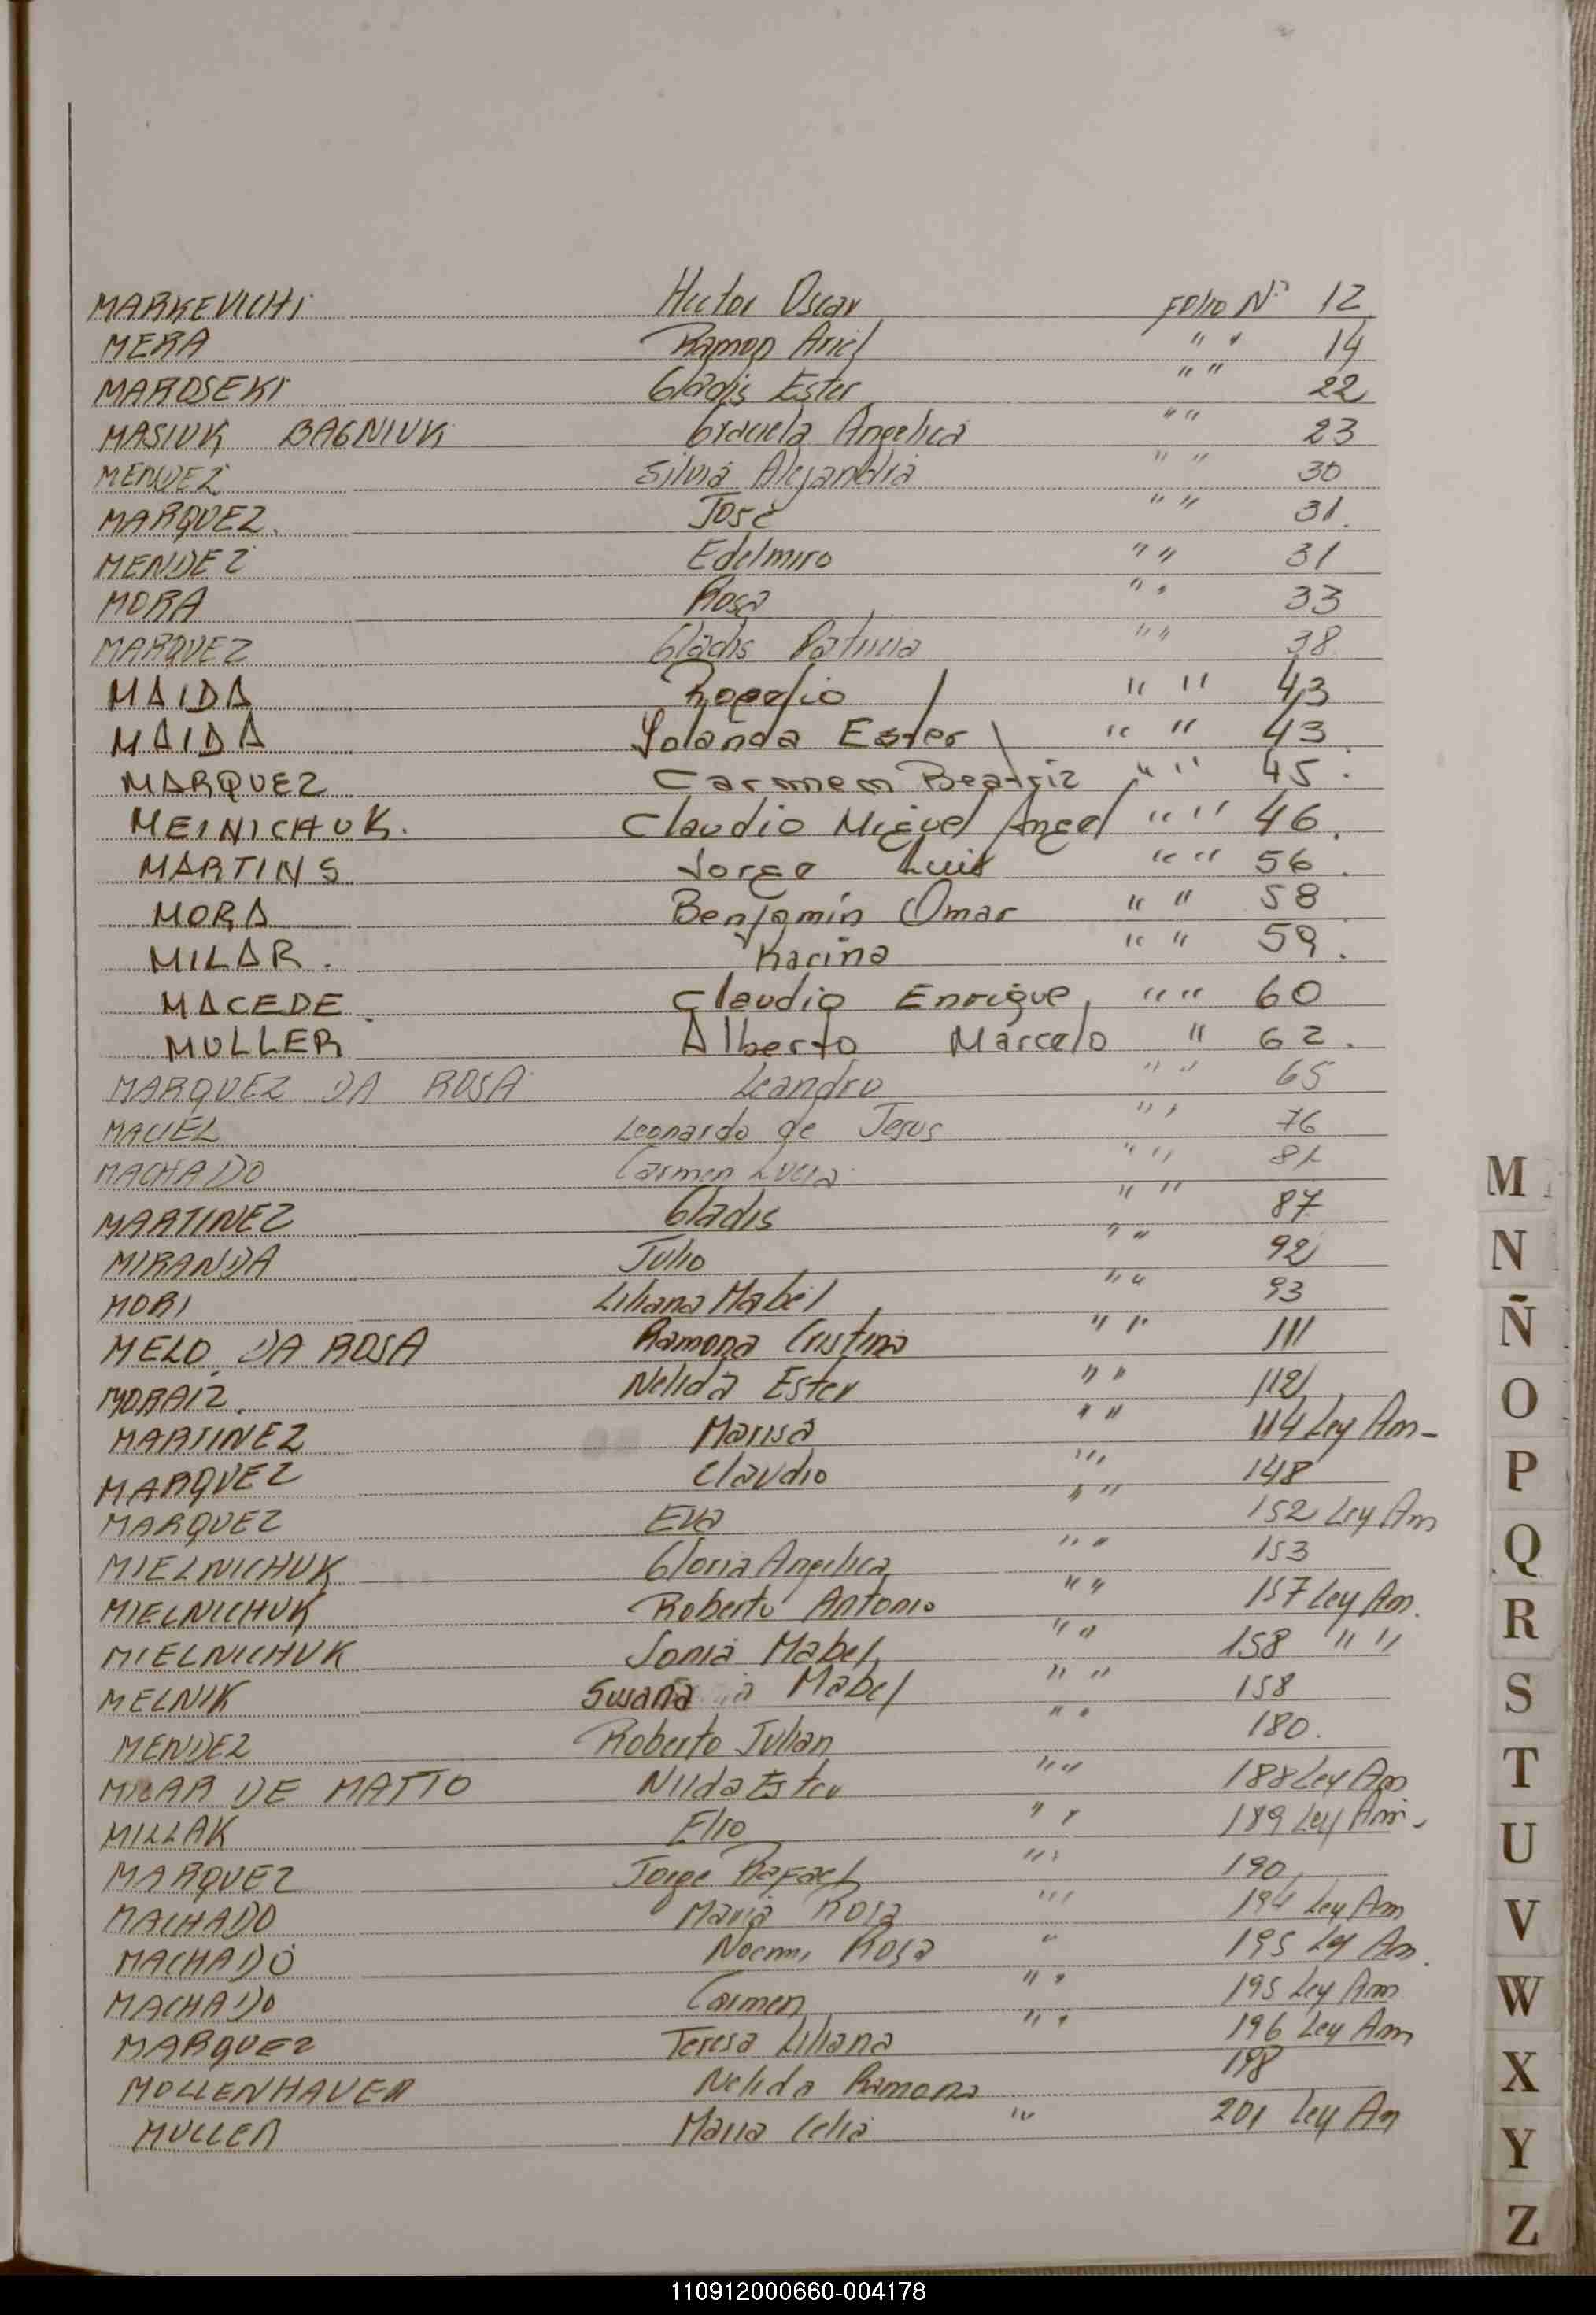 MARKEVICHI Hector Oscar Folio Nº 12
MERA Ramon Ariel " " 14
MAROSEKI Gladis Ester " " 22
MASIUK BAGNIUK Graciela Angelica " " 23
MENDEZ Silvia Alejandra " " 30
MARQUEZ. José " " 31.
MENDEZ Edelmiro " " 31
MORA Rosa " " 33
MARQUEZ Gladis Patricia " " 38
MAIDA Rogelio " " 43
MAIDA Yolanda Ester " " 43
MARQUEZ Carmen Beatriz " " 45.
MEINICHUK. Claudio Miguel Angel " " 46.
MARTINS Jorge Luis " " 56.
MORA Benjamín Omar " " 58
MILAR. Karina " " 59.
MACEDE. Claudio Enrique " " 60
MULLER Alberto Marcelo " 62.
MARQUEZ DA ROSA Leandro " " 65
MACIEL Leonardo de Jesus " " 76
MACHADO Carmen Lucia " " 81
MARTINEZ Gladis " " 87
MIRANDA Julio " " 92
MORI Liliana Mabel " " 93
MELO DA ROSA Ramona Cristina " " 111
MORAIZ. Nelida Ester " " 112
MARTINEZ Marisa " " 114 Ley Am-
MARQUEZ Claudio " " 148
MARQUEZ Eva " " 152 Ley Am
MIELNICHUK Gloria Angelica " " 153
MIELNICHUK Roberto Antonio " " 157 Ley Am.
MIELNICHUK Sonia Mabel " " 158 " "
MELNIK Susana Mabel " " 158
MENDEZ Roberto Julian " " 180.
MILAR DE MATTO Nilda Ester " " 188 Ley Am
MILLAK Elio " " 189 Ley Am-
MARQUEZ Jorge Rafael " " 190
MACHADO Maria Rosa " " 194 Ley Am
MACHADO Noemi Rosa " 195 Ley Am.
MACHADO Carmen " " 195 Ley Am
MARQUEZ Teresa Liliana " " 196 Ley Am
MOLLENHAUER Nelida Ramona 198
MULLER Maria Celia " 201 Ley Am
M
N
Ñ
O
P
Q
R
S
T
U
V
W
X
Y
Z
110912000660-004178